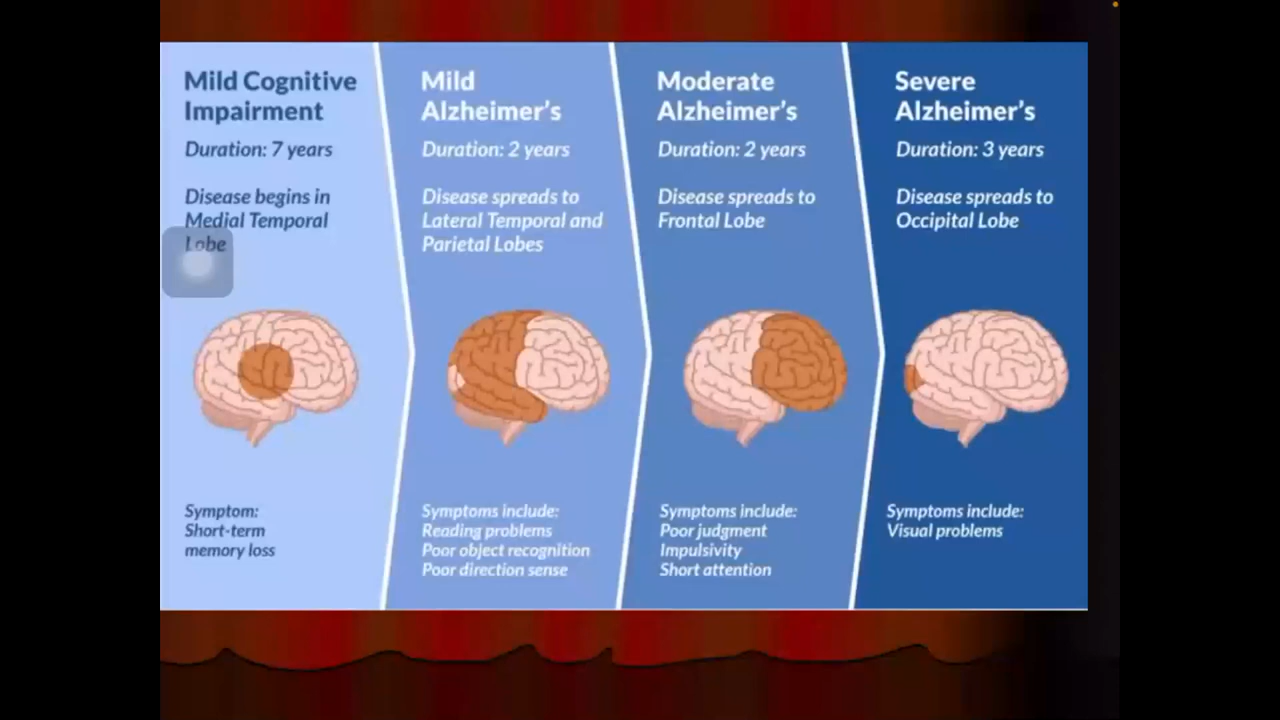 Mild Cognitive
Impairment
Duration: 7 years
Disease begins in
Medial Temporal
Lobe
Symptom:
Short-term
memory loss
Mild
Alzheimer's
Duration: 2 years
Disease spreads to
Lateral Temporal and
Parietal Lobes
Symptoms include:
Reading problems
Poor object recognition
Poor direction sense
Moderate
Alzheimer's
Duration: 2 years
Disease spreads to
Frontal Lobe
Symptoms include:
Poor judgment
Impulsivity
Short attention
Severe
Alzheimer's
Duration: 3 years
Disease spreads to
Occipital Lobe
Symptoms include:
Visual problems